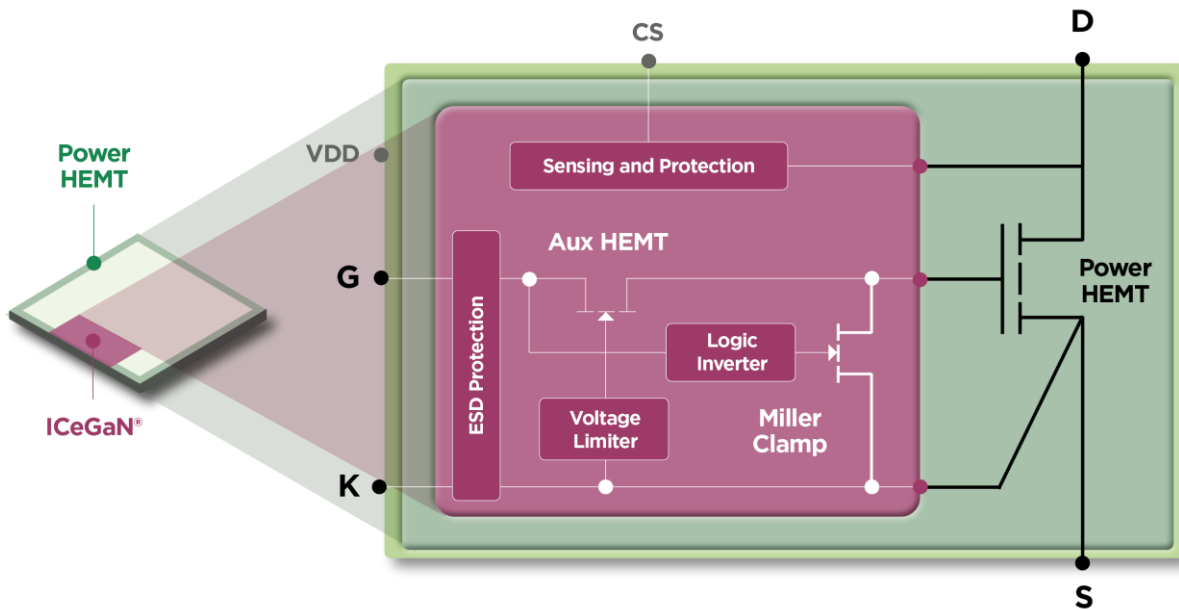 CS
D
VDD
Power
HEMT
Sensing and Protection
Aux HEMT
G
ESD Protection
Logic
Inverter
Power
HEMT
ICeGaN®
Voltage
Limiter
Miller
Clamp
K
S